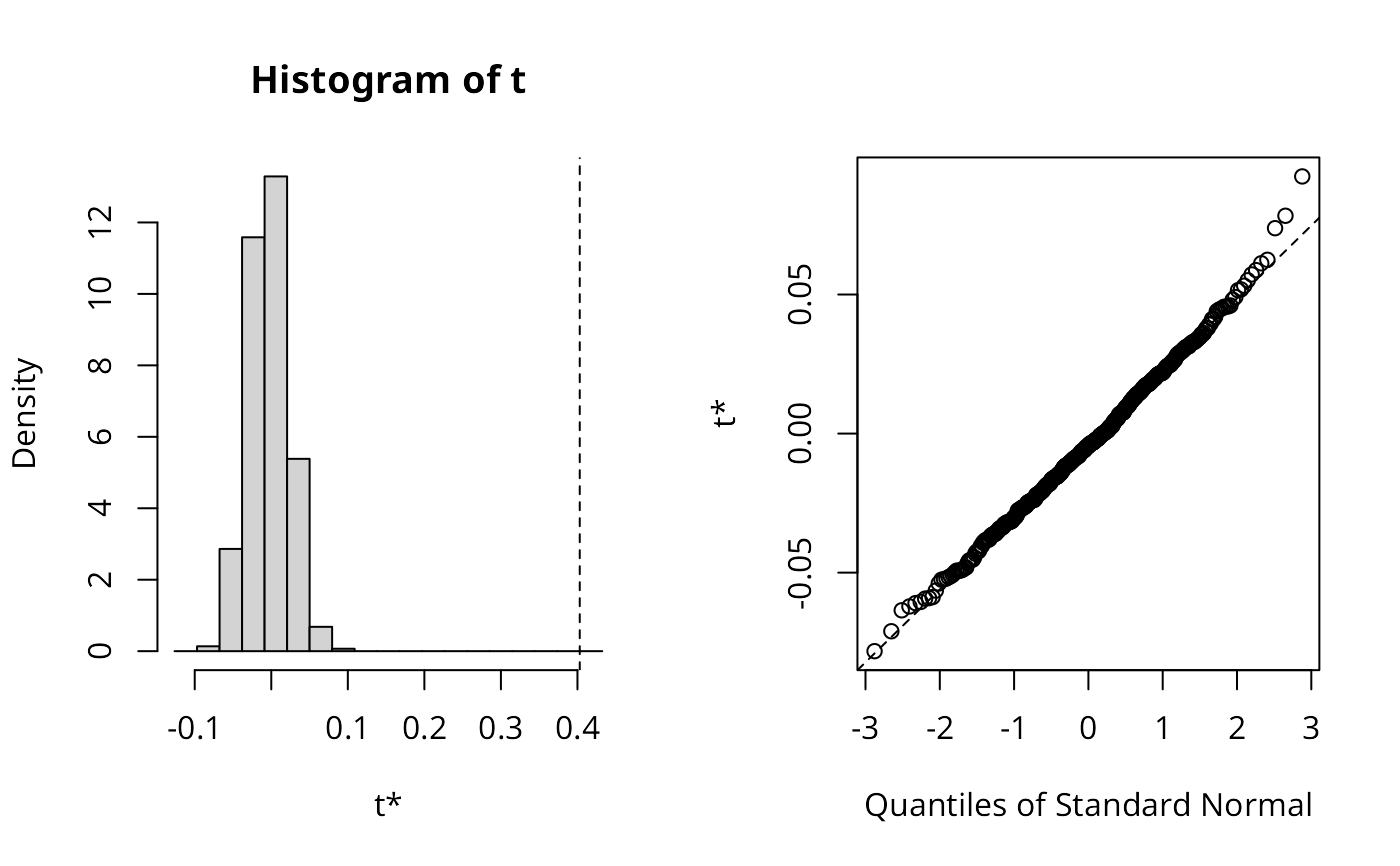 Histogram of t
Density
0 2 4 6 8 10 12
-0.1 0.1 0.2 0.3 0.4
t*
t*
-0.05 0.00 0.05
-3 -2 -1 0 1 2 3
Quantiles of Standard Normal